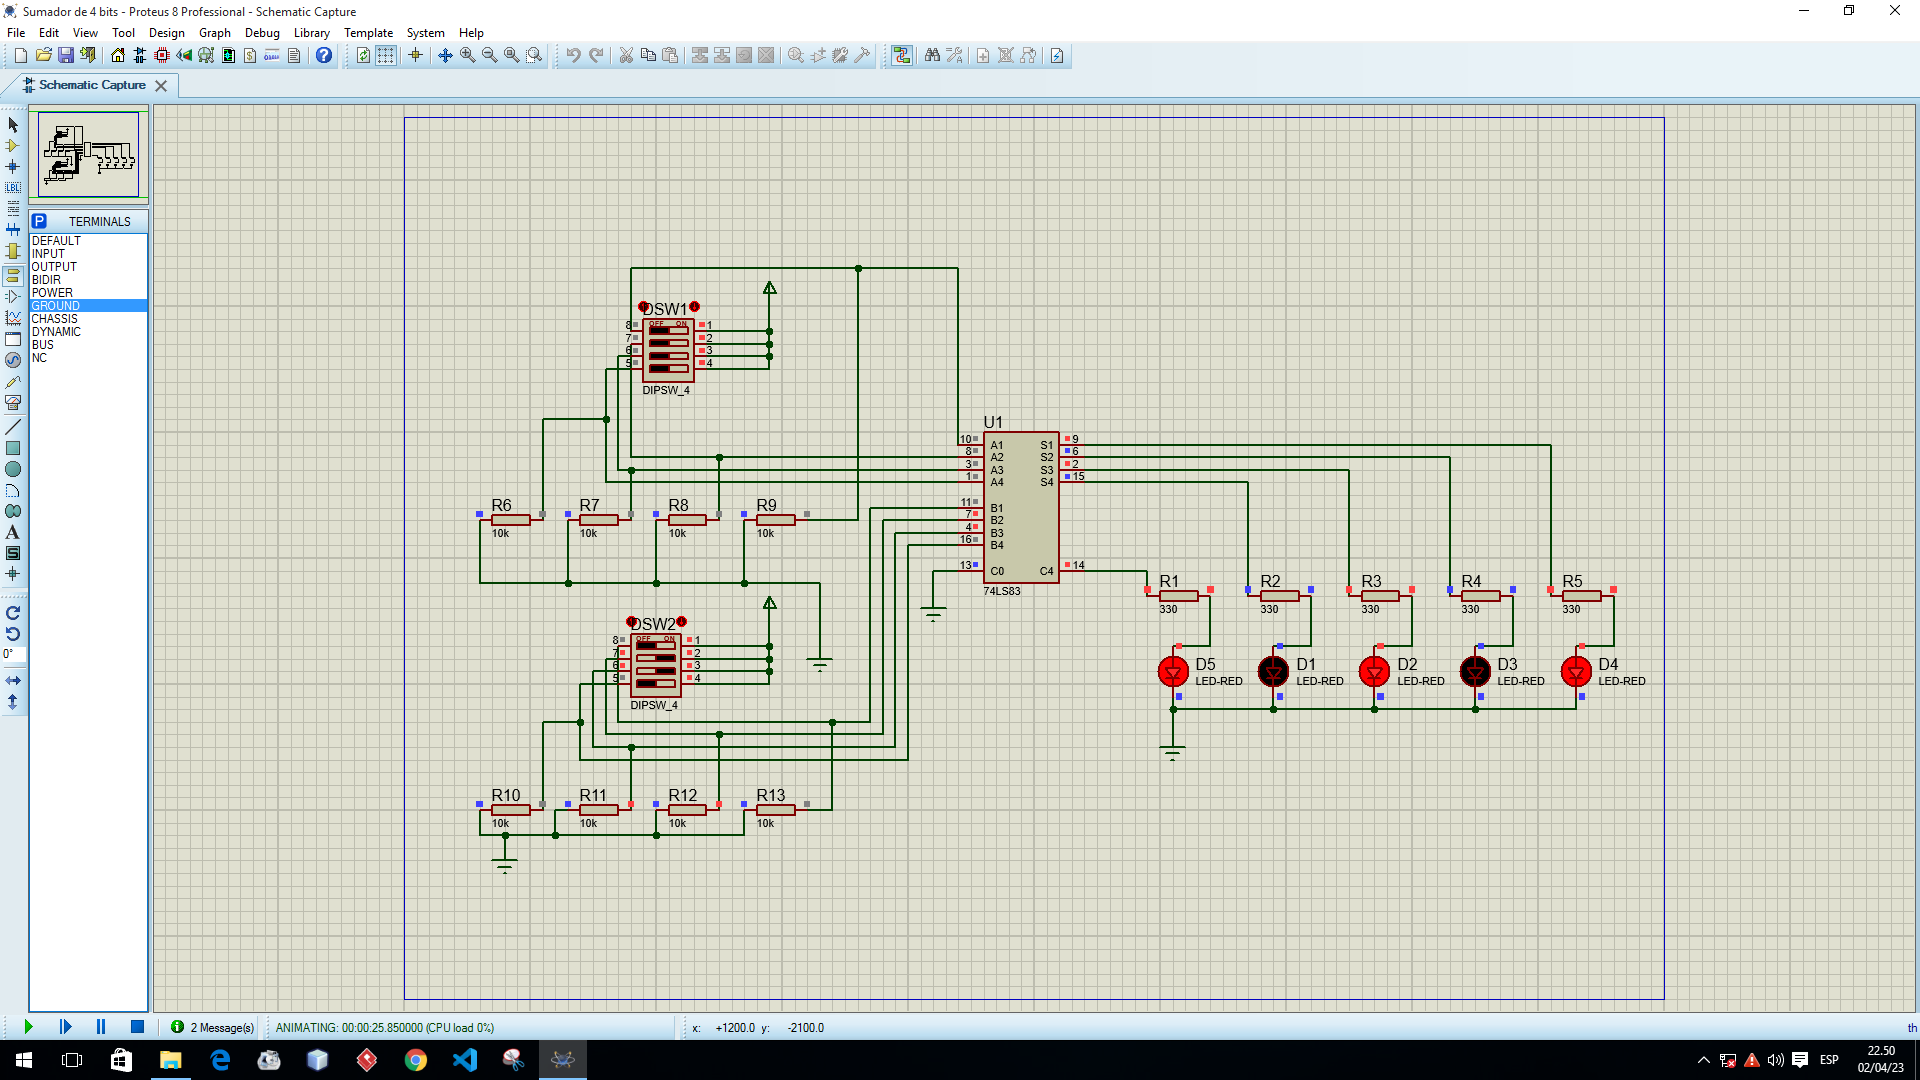 Sumador de 4 bits - Proteus 8 Professional - Schematic Capture
File Edit View Tool Design Graph Debug Library Template System Help
Schematic Capture
LBL
P TERMINALS
DEFAULT
INPUT
OUTPUT
BIDIR
POWER
GROUND
CHASSIS
DYNAMIC
BUS
NC
A
S
0°
DSW1
OFF ON
8 1
7 2
6 3
5 4
DIPSW_4
U1
10 A1 S1 9
8 A2 S2 6
3 A3 S3 2
1 A4 S4 15
11 B1
7 B2
4 B3
16 B4
13 C0 C4 14
74LS83
R6 R7 R8 R9
10k 10k 10k 10k
R1 R2 R3 R4 R5
330 330 330 330 330
DSW2
OFF ON
8 1
7 2
6 3
5 4
DIPSW_4
D5 D1 D2 D3 D4
LED-RED LED-RED LED-RED LED-RED LED-RED
R10 R11 R12 R13
10k 10k 10k 10k
2 Message(s) ANIMATING: 00:00:25.850000 (CPU load 0%) x: +1200.0 y: -2100.0 th
ESP
22.50
02/04/23